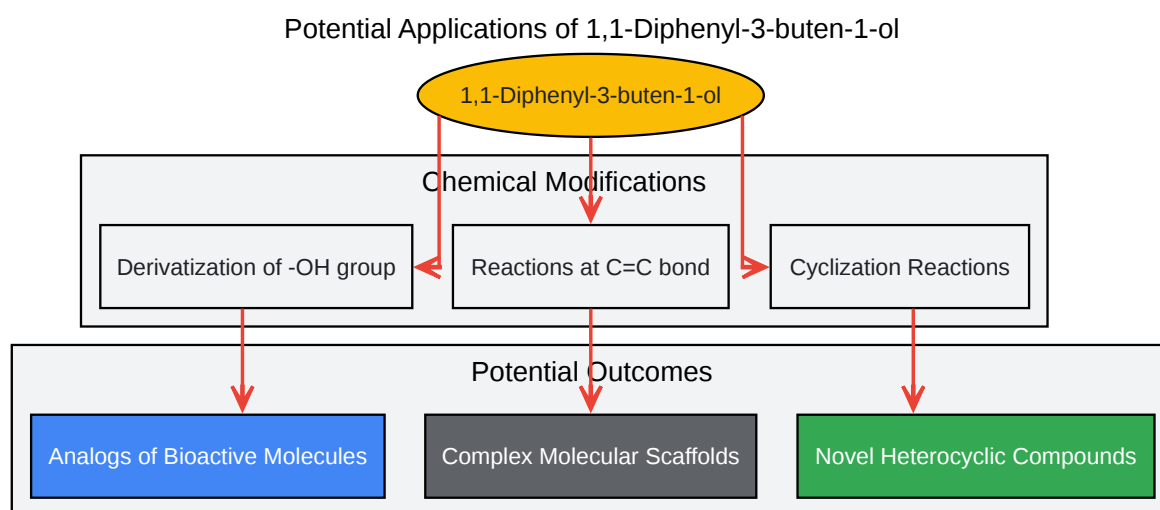 Potential Applications of 1,1-Diphenyl-3-buten-1-ol
1,1-Diphenyl-3-buten-1-ol
Chemical Modifications
Derivatization of -OH group
Reactions at C=C bond
Cyclization Reactions
Potential Outcomes
Analogs of Bioactive Molecules
Complex Molecular Scaffolds
Novel Heterocyclic Compounds